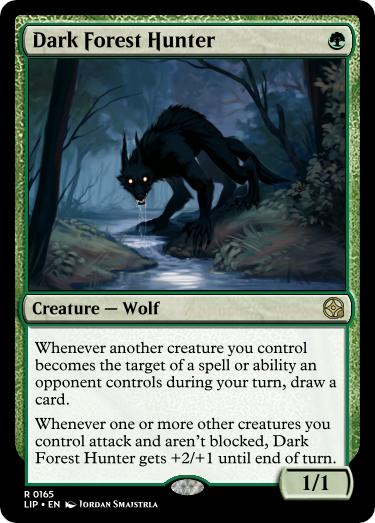 Dark Forest Hunter
Creature — Wolf
Whenever another creature you control
becomes the target of a spell or ability an
opponent controls during your turn, draw a
card.
Whenever one or more other creatures you
control attack and aren't blocked, Dark
Forest Hunter gets +2/+1 until end of turn.
1/1
R 0165
LIP • EN Jordan Smajstrla